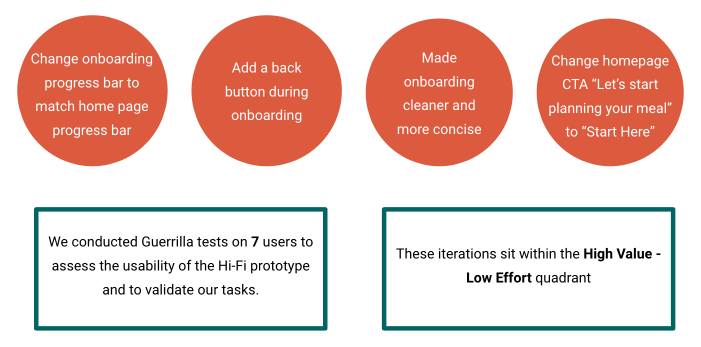 Change onboarding
progress bar to
match home page
progress bar
Add a back
button during
onboarding
Made
onboarding
cleaner and
more concise
Change homepage
CTA “Let’s start
planning your meal”
to “Start Here”
We conducted Guerrilla tests on 7 users to
assess the usability of the Hi-Fi prototype
and to validate our tasks.
These iterations sit within the High Value -
Low Effort quadrant